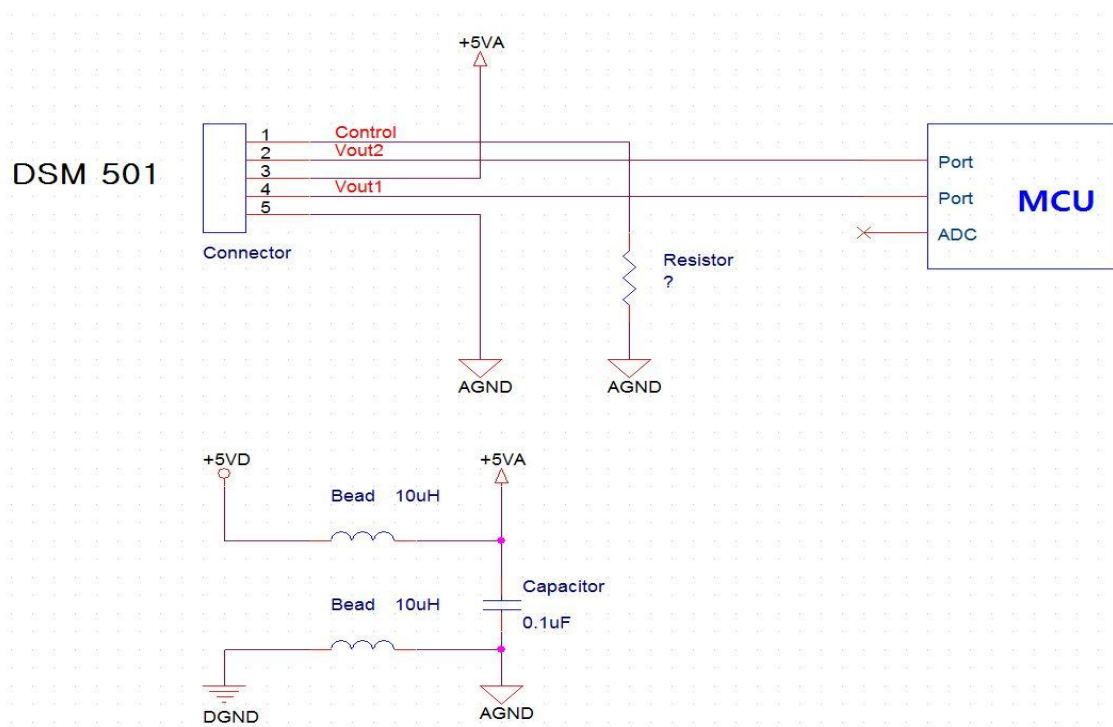 +5VA
1 Control
2 Vout2
3
4 Vout1
5
DSM 501
Connector
Port
Port
ADC
MCU
Resistor
?
AGND
AGND
+5VD
+5VA
Bead 10uH
Capacitor
0.1uF
Bead 10uH
DGND
AGND